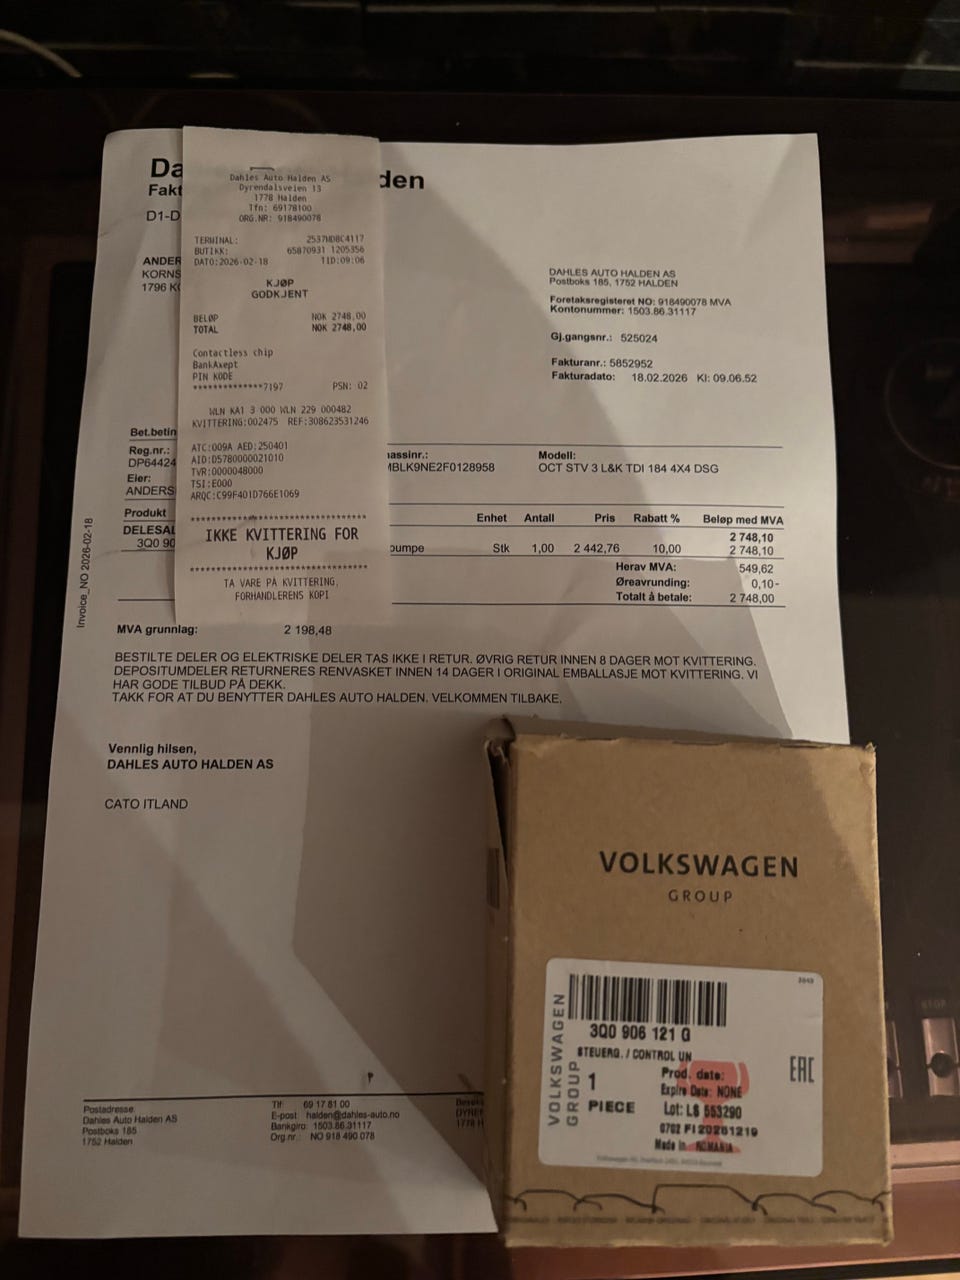 Da
den
Fakt
D1-D
ANDER
KORNS
1796 K
DAHLES AUTO HALDEN AS
Postboks 185, 1752 HALDEN
Foretaksregisteret NO: 918490078 MVA
Kontonummer: 1503.86.31117
Gj.gangsnr.: 525024
Fakturanr.: 5852952
Fakturadato: 18.02.2026 Kl: 09.06.52
Dahles Auto Halden AS
Dyrendalsveien 13
1778 Halden
Tfn: 69178100
ORG.NR: 918490078
TERMINAL: 2537MD8C4117
BUTIKK: 65870931 1205356
DATO:2026-02-18 TID:09:06
KJØP
GODKJENT
BELØP NOK 2748,00
TOTAL NOK 2748,00
Contactless chip
BankAxept
PIN KODE
**************7197 PSN: 02
WLN KA1 3 000 WLN 229 000482
KVITTERING:002475 REF:308623531246
ATC:009A AED:250401
AID:D5780000021010
TVR:0000048000
TSI:E000
ARQC:C99F401D766E1069
************************************
IKKE KVITTERING FOR
KJØP
************************************
TA VARE PÅ KVITTERING,
FORHANDLERENS KOPI
Bet.betin
Reg.nr.: assinr.: Modell:
DP64424 MBLK9NE2F0128958 OCT STV 3 L&K TDI 184 4X4 DSG
Eier:
ANDERS
Produkt Enhet Antall Pris Rabatt % Beløp med MVA
DELESAL 2 748,10
3Q0 90 umpe Stk 1,00 2 442,76 10,00 2 748,10
Herav MVA: 549,62
Øreavrunding: 0,10-
Totalt å betale: 2 748,00
MVA grunnlag: 2 198,48
BESTILTE DELER OG ELEKTRISKE DELER TAS IKKE I RETUR. ØVRIG RETUR INNEN 8 DAGER MOT KVITTERING.
DEPOSITUMDELER RETURNERES RENVASKET INNEN 14 DAGER I ORIGINAL EMBALLASJE MOT KVITTERING. VI
HAR GODE TILBUD PÅ DEKK.
TAKK FOR AT DU BENYTTER DAHLES AUTO HALDEN. VELKOMMEN TILBAKE.
Vennlig hilsen,
DAHLES AUTO HALDEN AS
CATO ITLAND
Invoice_NO 2026-02-18
Postadresse:
Dahles Auto Halden AS
Postboks 185
1752 Halden
Tlf: 69 17 81 00
E-post: halden@dahles-auto.no
Bankgiro: 1503.86.31117
Org.nr.: NO 918 490 078
VOLKSWAGEN
GROUP
VOLKSWAGEN
GROUP
3Q0 906 121 G
STEUERG. / CONTROL UN
1
PIECE
Prod. date:
Expire Date: NONE
Lot: LS 553290
0702 FI20261219
Made in ROMANIA
EAC